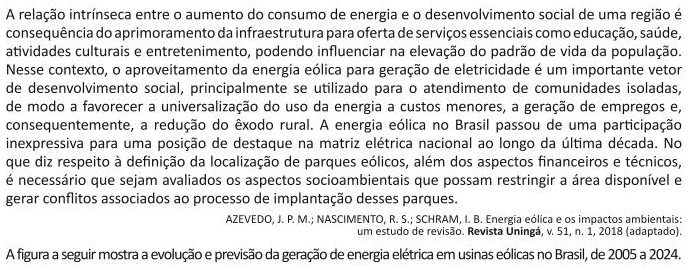 A relação intrínseca entre o aumento do consumo de energia e o desenvolvimento social de uma região é
consequência do aprimoramento da infraestrutura para oferta de serviços essenciais como educação, saúde,
atividades culturais e entretenimento, podendo influenciar na elevação do padrão de vida da população.
Nesse contexto, o aproveitamento da energia eólica para geração de eletricidade é um importante vetor
de desenvolvimento social, principalmente se utilizado para o atendimento de comunidades isoladas,
de modo a favorecer a universalização do uso da energia a custos menores, a geração de empregos e,
consequentemente, a redução do êxodo rural. A energia eólica no Brasil passou de uma participação
inexpressiva para uma posição de destaque na matriz elétrica nacional ao longo da última década. No
que diz respeito à definição da localização de parques eólicos, além dos aspectos financeiros e técnicos,
é necessário que sejam avaliados os aspectos socioambientais que possam restringir a área disponível e
gerar conflitos associados ao processo de implantação desses parques.
AZEVEDO, J. P. M.; NASCIMENTO, R. S.; SCHRAM, I. B. Energia eólica e os impactos ambientais:
um estudo de revisão. Revista Uningá, v. 51, n. 1, 2018 (adaptado).
A figura a seguir mostra a evolução e previsão da geração de energia elétrica em usinas eólicas no Brasil, de 2005 a 2024.